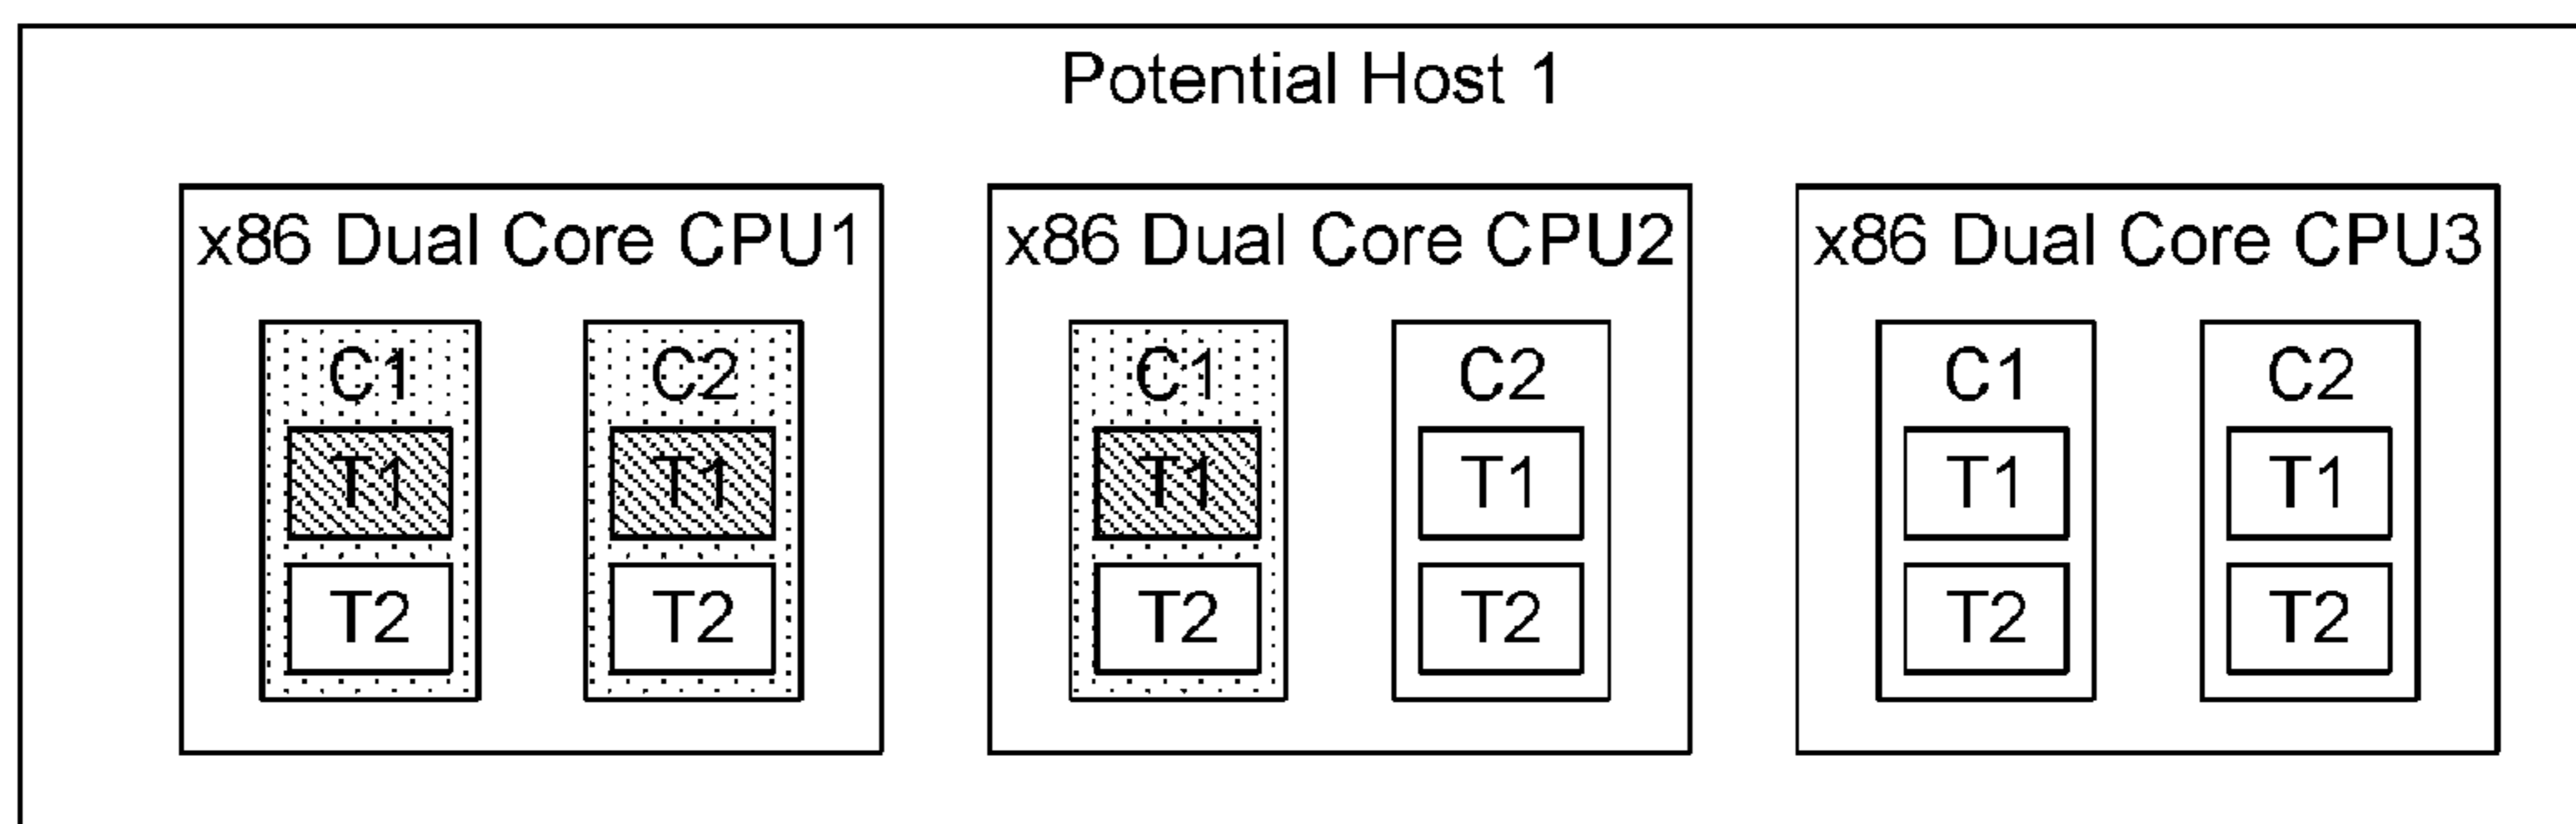 Potential Host 1
x86 Dual Core CPU1 x86 Dual Core CPU2 x86 Dual Core CPU3
C1 C2 C1 C2 C1 C2
T1 T1 T1 T1 T1 T1
T2 T2 T2 T2 T2 T2